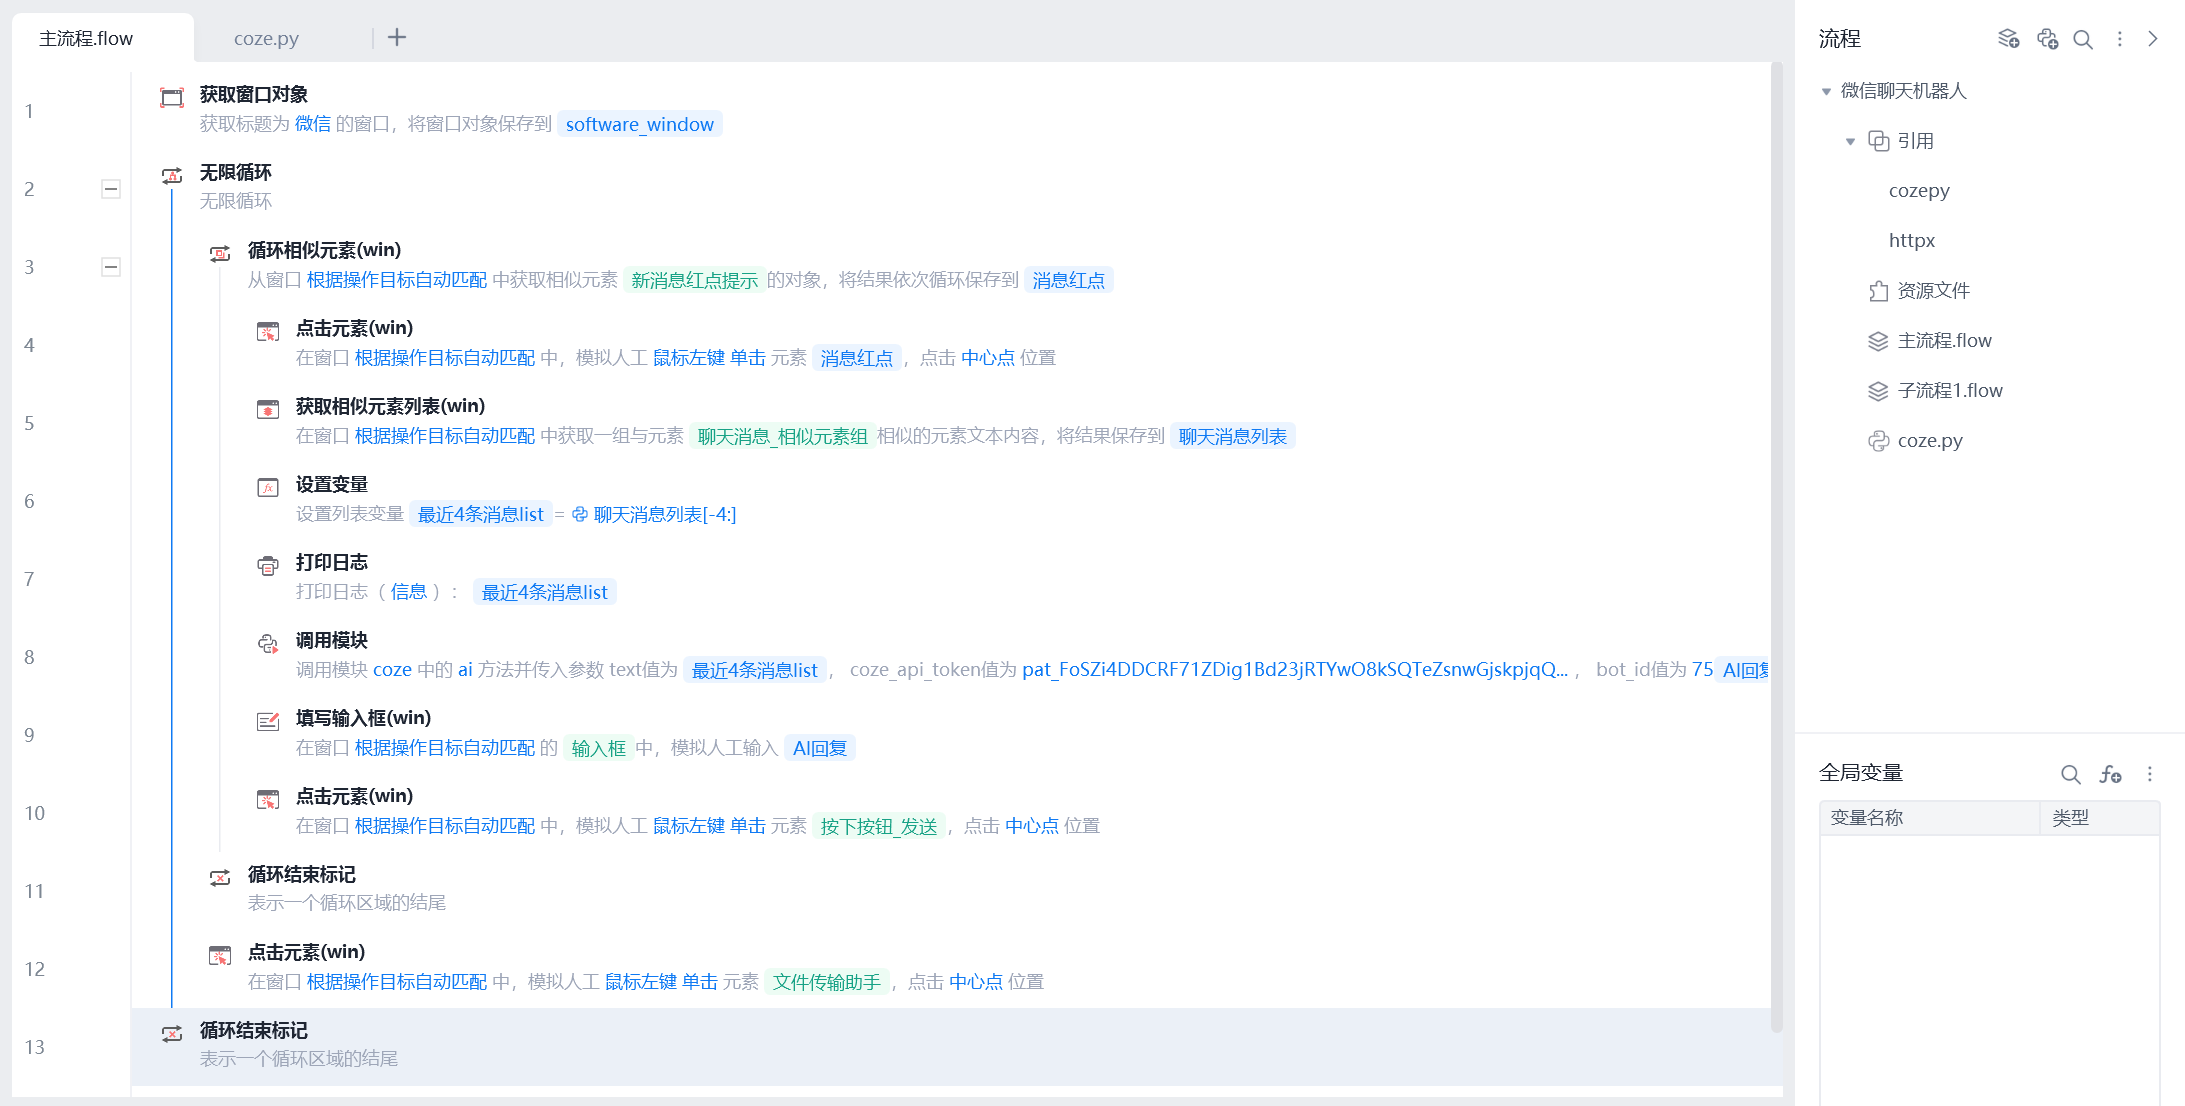 主流程.flow
coze.py
1
获取窗口对象
获取标题为 微信 的窗口，将窗口对象保存到 software_window
2
无限循环
无限循环
3
循环相似元素(win)
从窗口 根据操作目标自动匹配 中获取相似元素 新消息红点提示 的对象，将结果依次循环保存到 消息红点
4
点击元素(win)
在窗口 根据操作目标自动匹配 中，模拟人工 鼠标左键 单击 元素 消息红点 ，点击 中心点 位置
5
获取相似元素列表(win)
在窗口 根据操作目标自动匹配 中获取一组与元素 聊天消息_相似元素组 相似的元素文本内容，将结果保存到 聊天消息列表
6
设置变量
设置列表变量 最近4条消息list = 聊天消息列表[-4:]
7
打印日志
打印日志（ 信息 ）： 最近4条消息list
8
调用模块
调用模块 coze 中的 ai 方法并传入参数 text值为 最近4条消息list ， coze_api_token值为 pat_FoSZi4DDCRF71ZDig1Bd23jRTYwO8kSQTeZsnwGjskpjqQ... ， bot_id值为 75 AI回复
9
填写输入框(win)
在窗口 根据操作目标自动匹配 的 输入框 中，模拟人工输入 AI回复
10
点击元素(win)
在窗口 根据操作目标自动匹配 中，模拟人工 鼠标左键 单击 元素 按下按钮_发送 ，点击 中心点 位置
11
循环结束标记
表示一个循环区域的结尾
12
点击元素(win)
在窗口 根据操作目标自动匹配 中，模拟人工 鼠标左键 单击 元素 文件传输助手 ，点击 中心点 位置
13
循环结束标记
表示一个循环区域的结尾
流程
微信聊天机器人
引用
cozepy
httpx
资源文件
主流程.flow
子流程1.flow
coze.py
全局变量
变量名称
类型